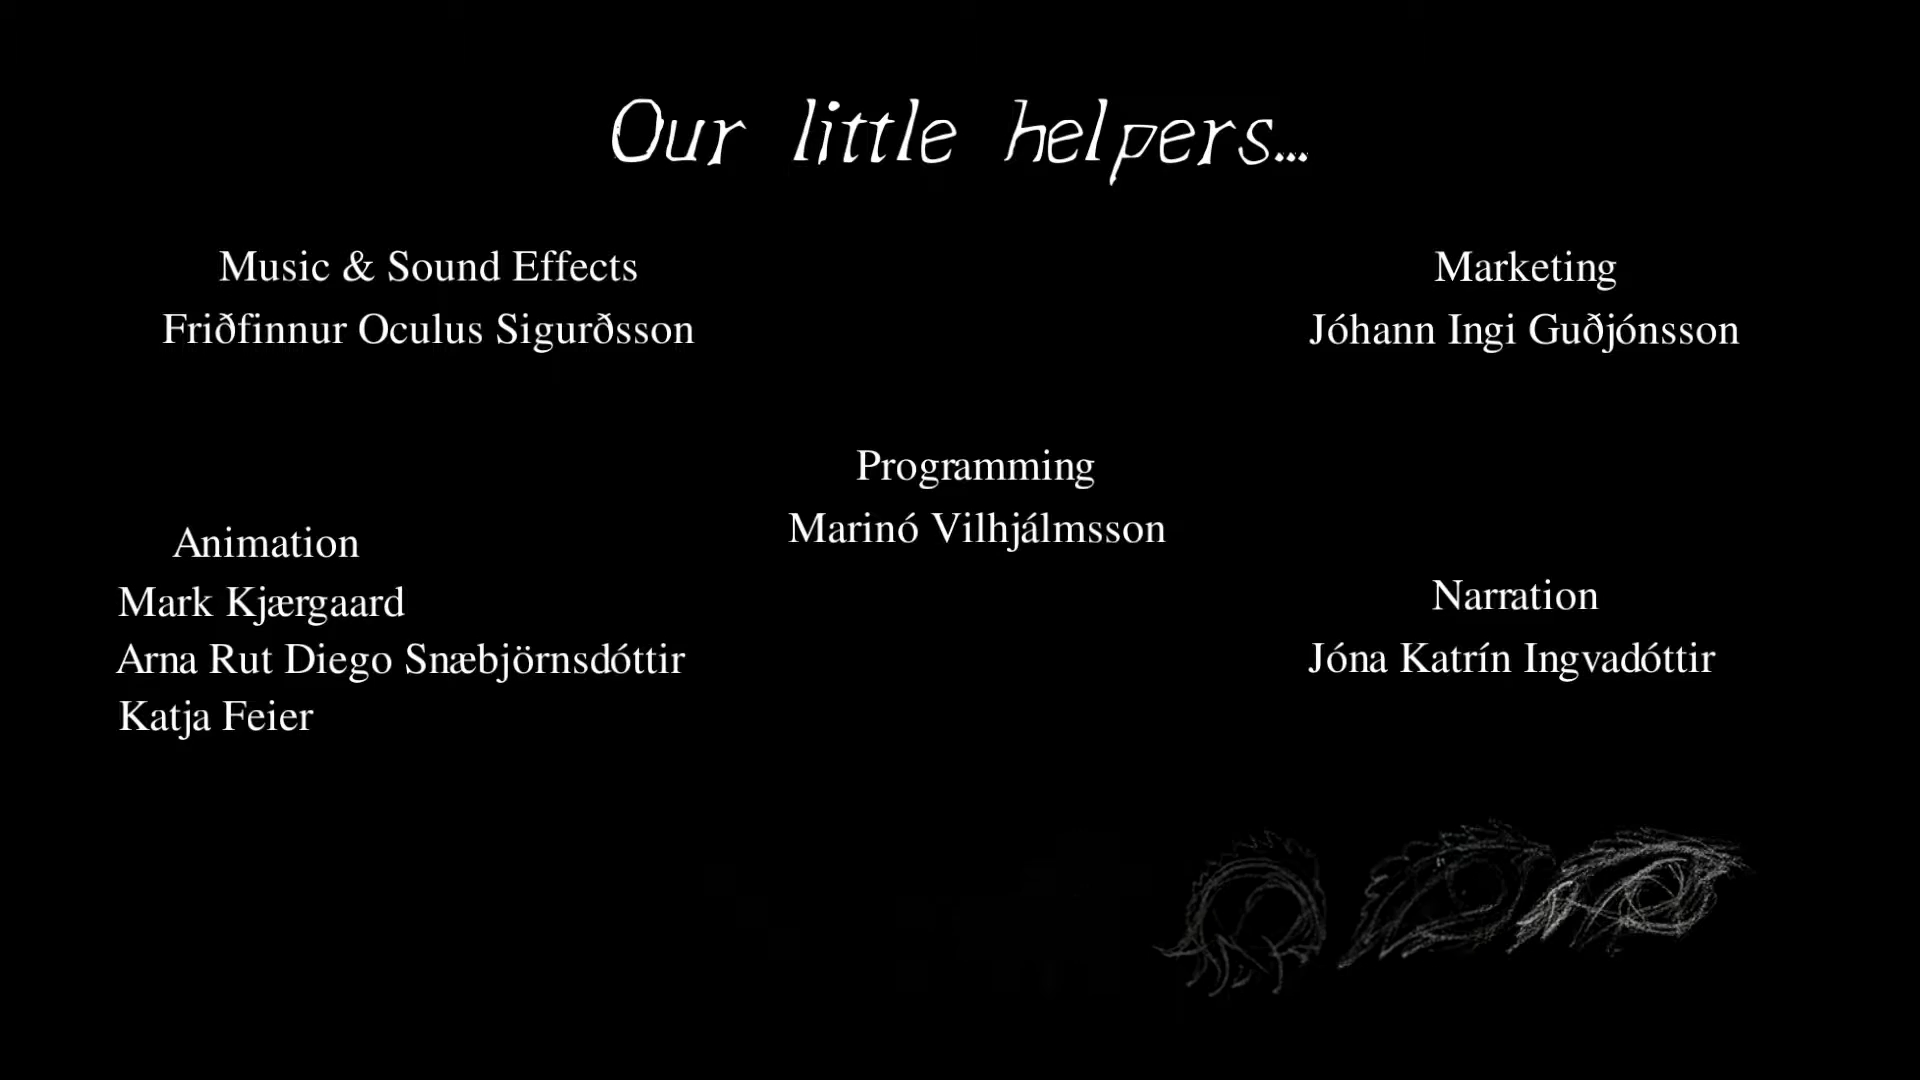 Our little helpers...
Music & Sound Effects
Friðfinnur Oculus Sigurðsson
Marketing
Jóhann Ingi Guðjónsson
Programming
Marinó Vilhjálmsson
Animation
Mark Kjærgaard
Arna Rut Diego Snæbjörnsdóttir
Katja Feier
Narration
Jóna Katrín Ingvadóttir